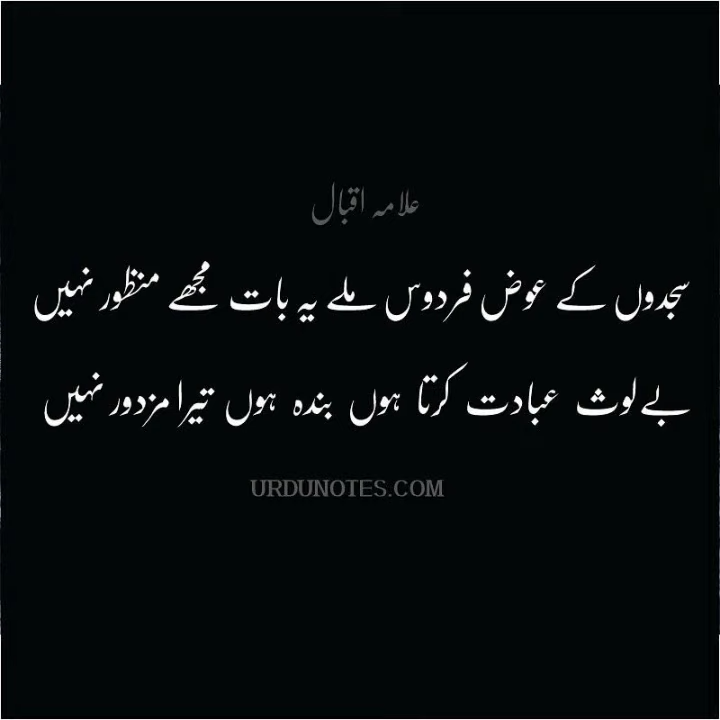 علامہ اقبال
سجدوں کے عوض فردوس ملے یہ بات مجھے منظور نہیں
بے لوث عبادت کرتا ہوں بندہ ہوں تیرا مزدور نہیں
URDUNOTES.COM